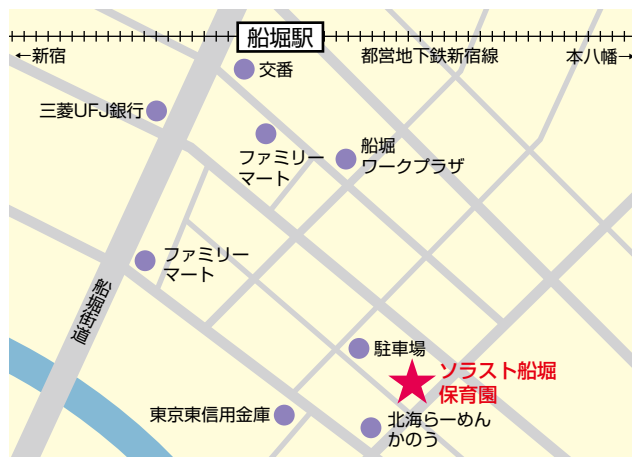 船堀駅
←新宿
都営地下鉄新宿線
本八幡→
交番
三菱UFJ銀行
ファミリー
マート
船堀
ワークプラザ
ファミリー
マート
船堀街道
駐車場
ソラスト船堀
保育園
東京東信用金庫
北海らーめん
かのう